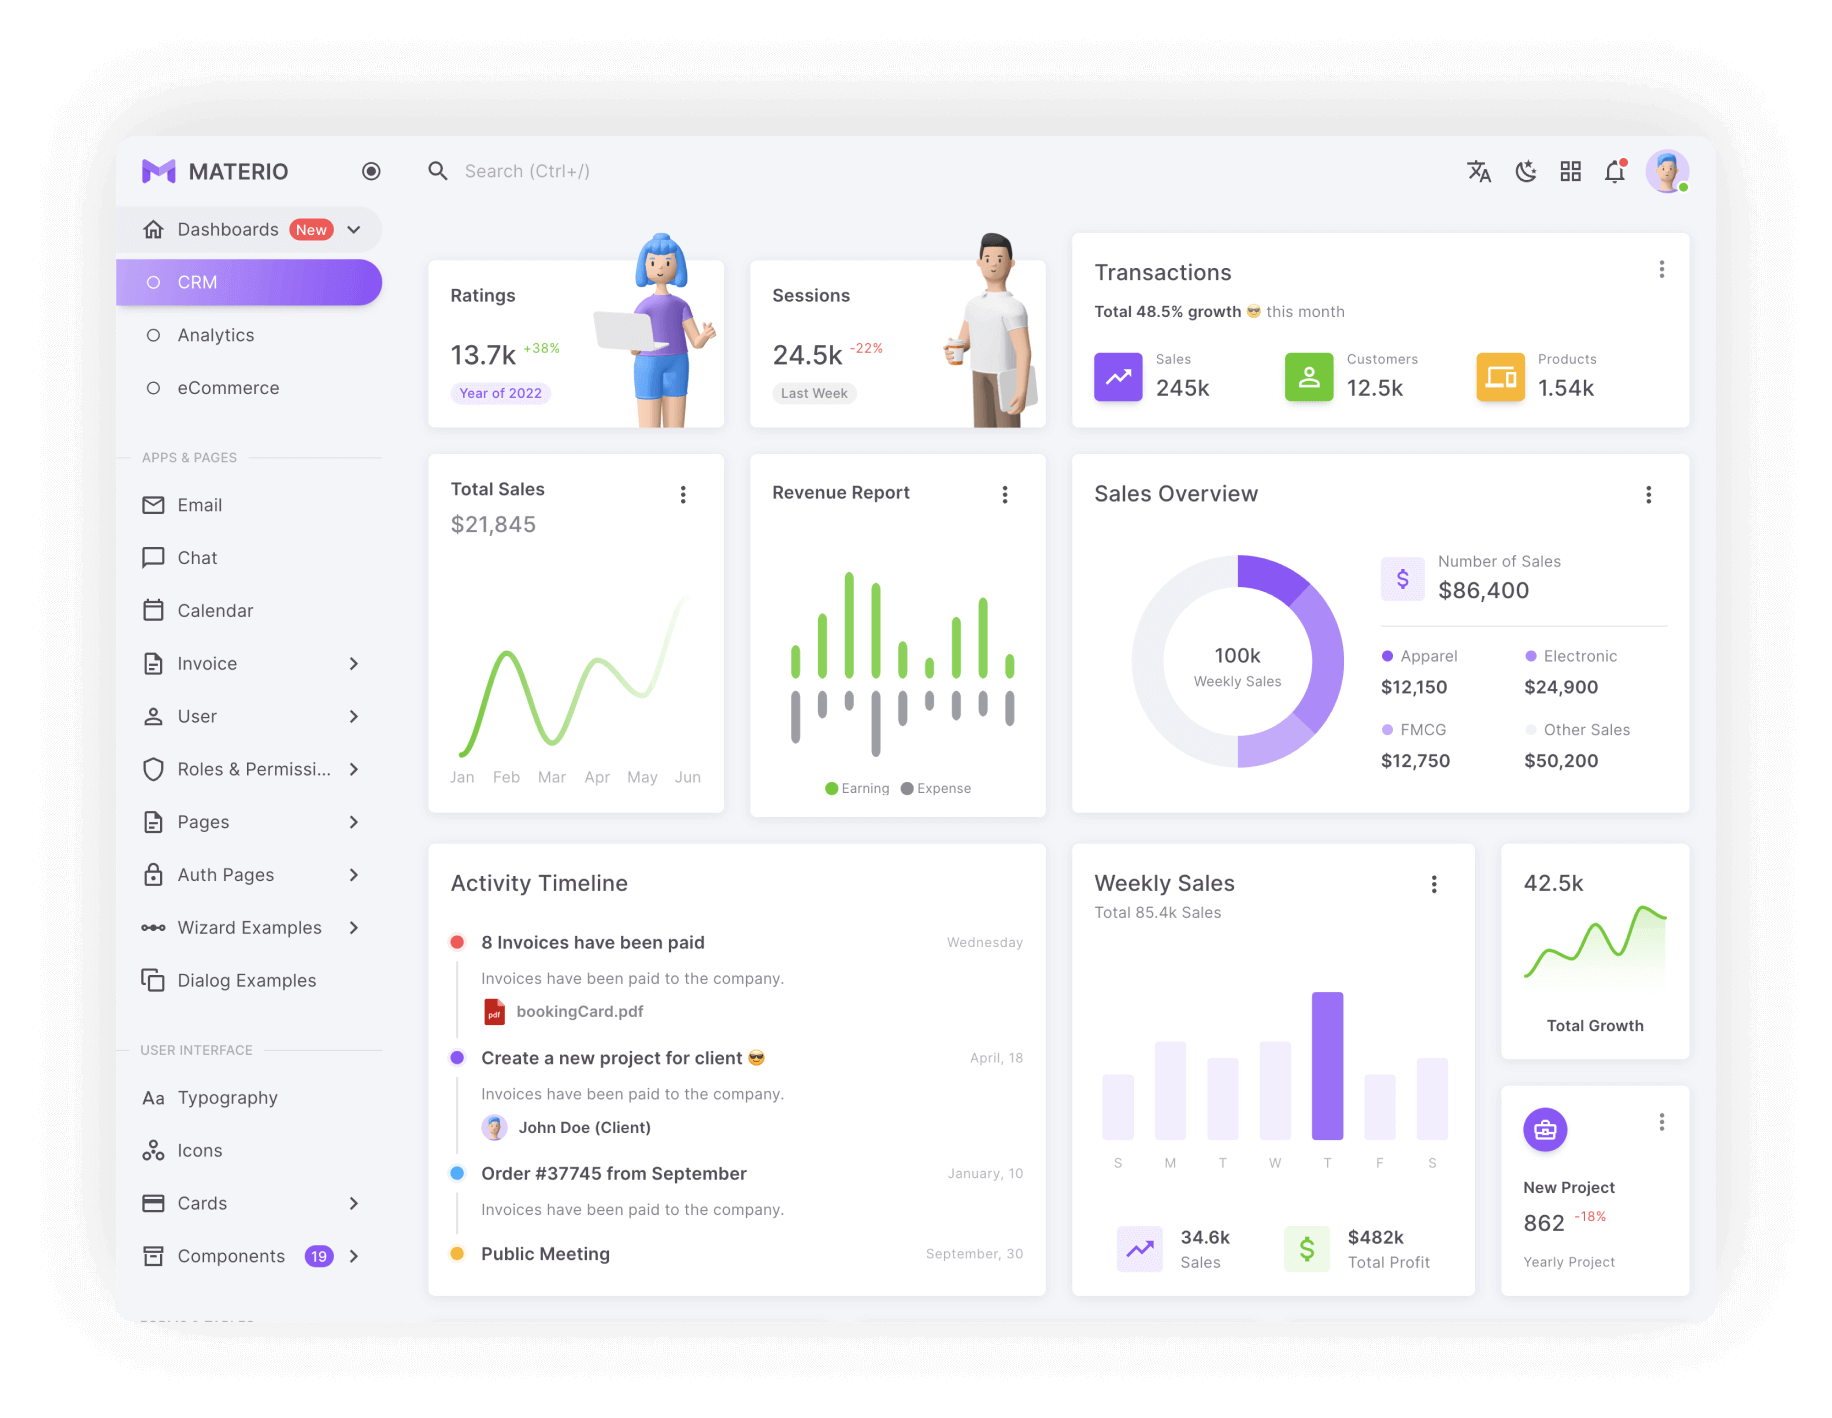 MATERIO
Search (Ctrl+/)
Dashboards New
CRM
Analytics
eCommerce
APPS & PAGES
Email
Chat
Calendar
Invoice
User
Roles & Permissi...
Pages
Auth Pages
Wizard Examples
Dialog Examples
USER INTERFACE
Aa Typography
Icons
Cards
Components 19
Ratings
13.7k +38%
Year of 2022
Sessions
24.5k -22%
Last Week
Transactions
Total 48.5% growth 😎 this month
Sales
245k
Customers
12.5k
Products
1.54k
Total Sales
$21,845
Jan Feb Mar Apr May Jun
Revenue Report
Earning Expense
Sales Overview
100k
Weekly Sales
$
Number of Sales
$86,400
Apparel
$12,150
Electronic
$24,900
FMCG
$12,750
Other Sales
$50,200
Activity Timeline
8 Invoices have been paid Wednesday
Invoices have been paid to the company.
pdf bookingCard.pdf
Create a new project for client 😎 April, 18
Invoices have been paid to the company.
John Doe (Client)
Order #37745 from September January, 10
Invoices have been paid to the company.
Public Meeting September, 30
Weekly Sales
Total 85.4k Sales
S M T W T F S
34.6k
Sales
$
$482k
Total Profit
42.5k
Total Growth
New Project
862 -18%
Yearly Project